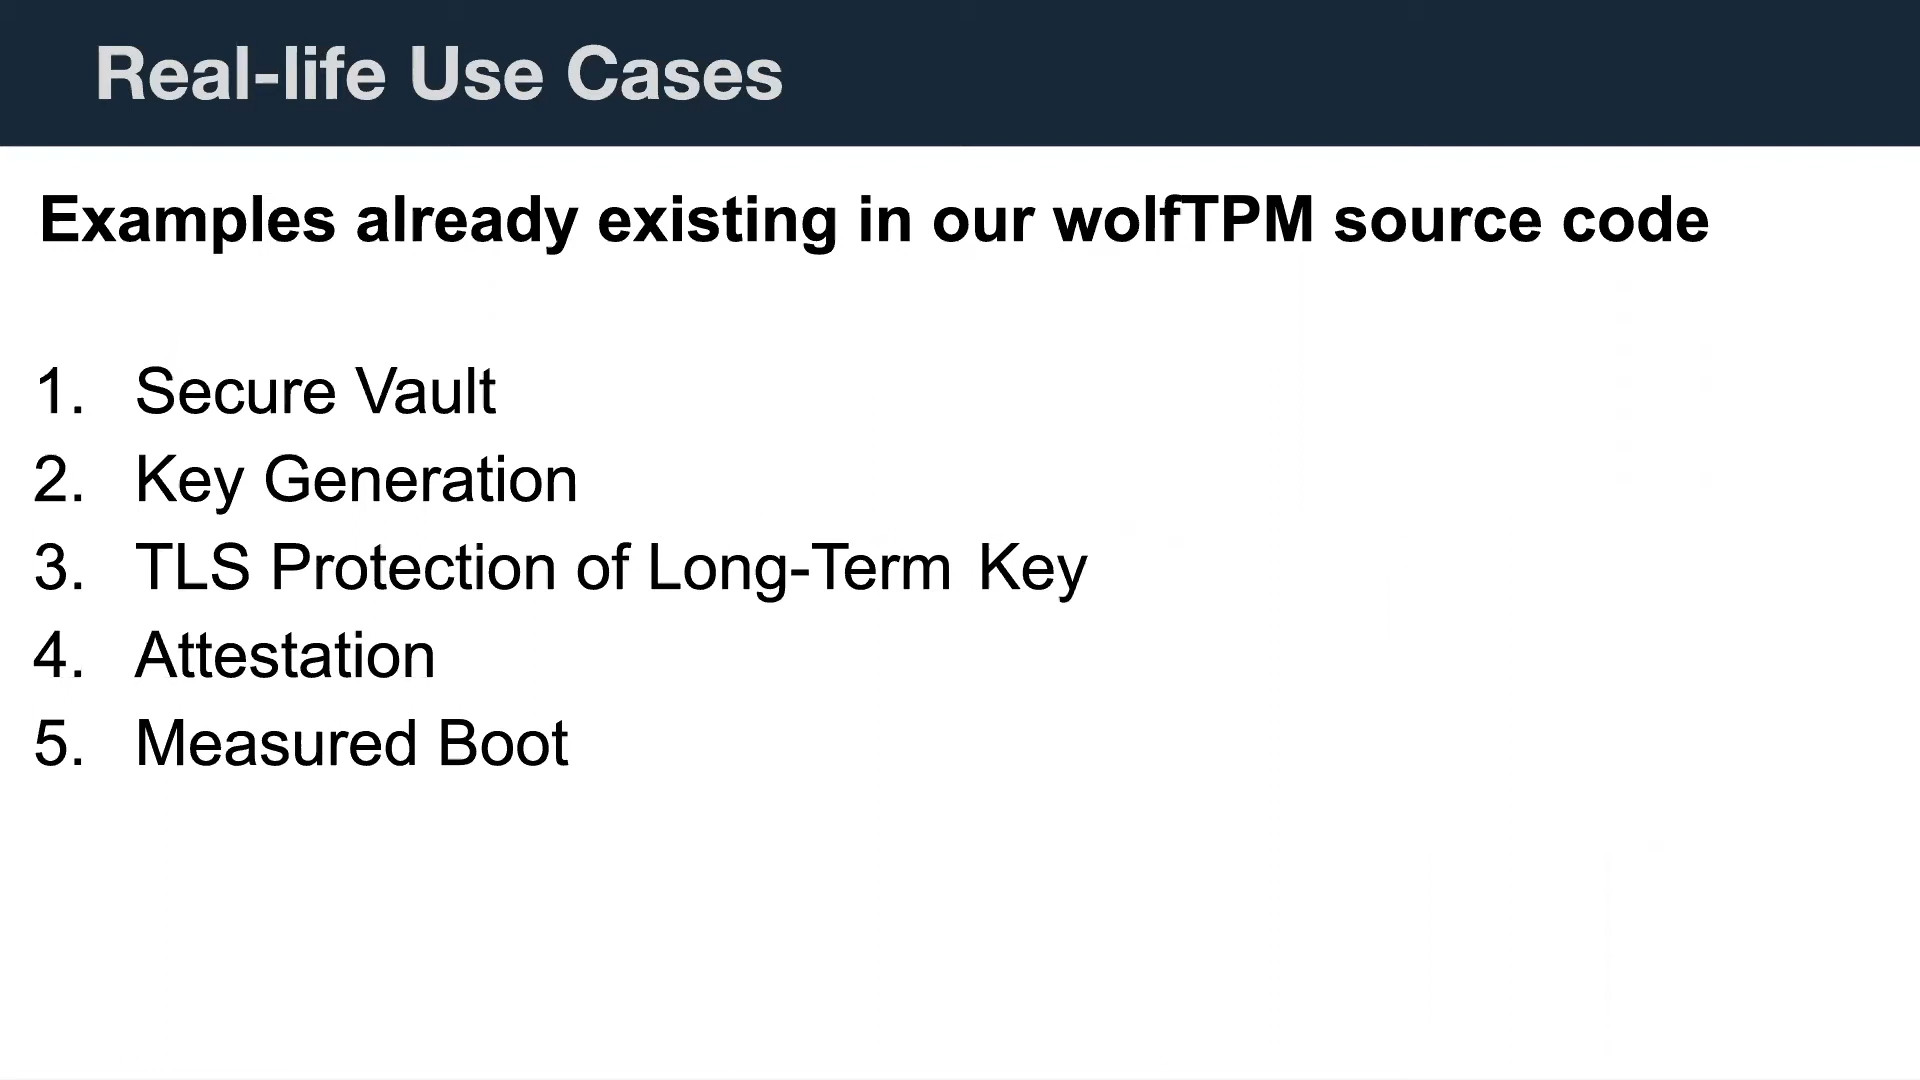 Real-life Use Cases
Examples already existing in our wolfTPM source code
1. Secure Vault
2. Key Generation
3. TLS Protection of Long-Term Key
4. Attestation
5. Measured Boot